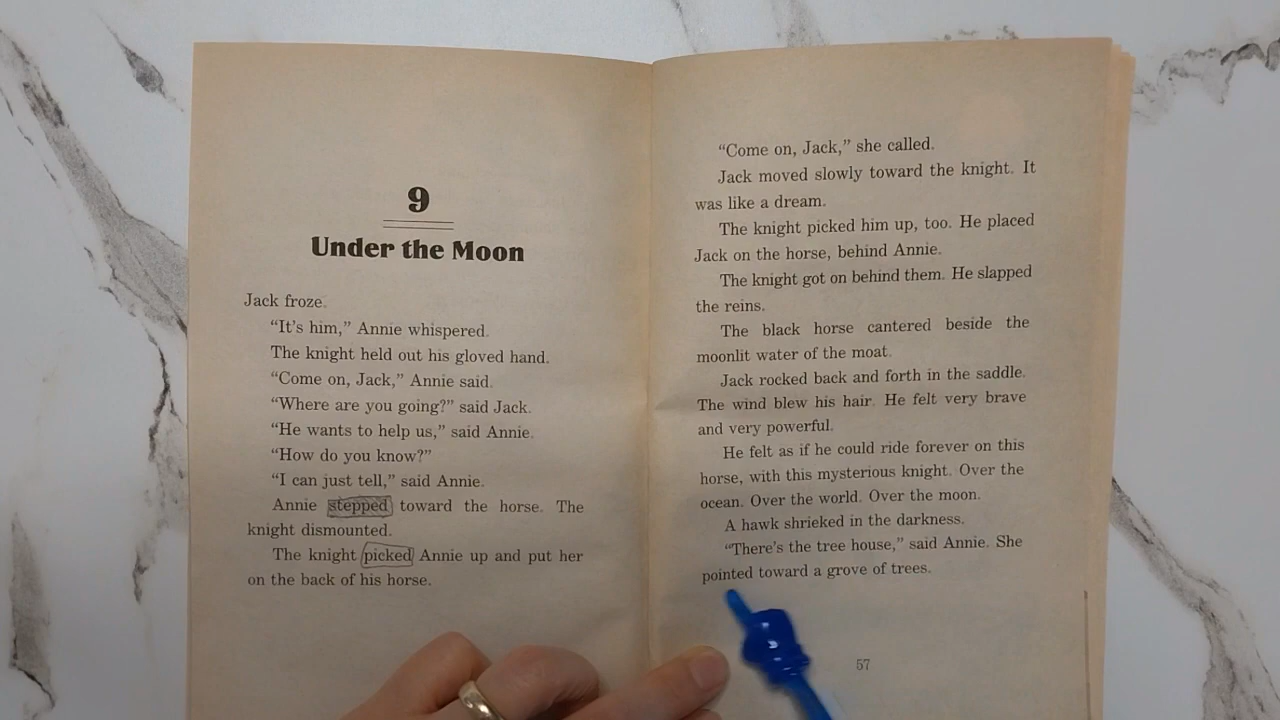 9
Under the Moon
Jack froze.
“It’s him,” Annie whispered.
The knight held out his gloved hand.
“Come on, Jack,” Annie said.
“Where are you going?” said Jack.
“He wants to help us,” said Annie.
“How do you know?”
“I can just tell,” said Annie.
Annie stepped toward the horse. The
knight dismounted.
The knight picked Annie up and put her
on the back of his horse.
“Come on, Jack,” she called.
Jack moved slowly toward the knight. It
was like a dream.
The knight picked him up, too. He placed
Jack on the horse, behind Annie.
The knight got on behind them. He slapped
the reins.
The black horse cantered beside the
moonlit water of the moat.
Jack rocked back and forth in the saddle.
The wind blew his hair. He felt very brave
and very powerful.
He felt as if he could ride forever on this
horse, with this mysterious knight. Over the
ocean. Over the world. Over the moon.
A hawk shrieked in the darkness.
“There’s the tree house,” said Annie. She
pointed toward a grove of trees.
57